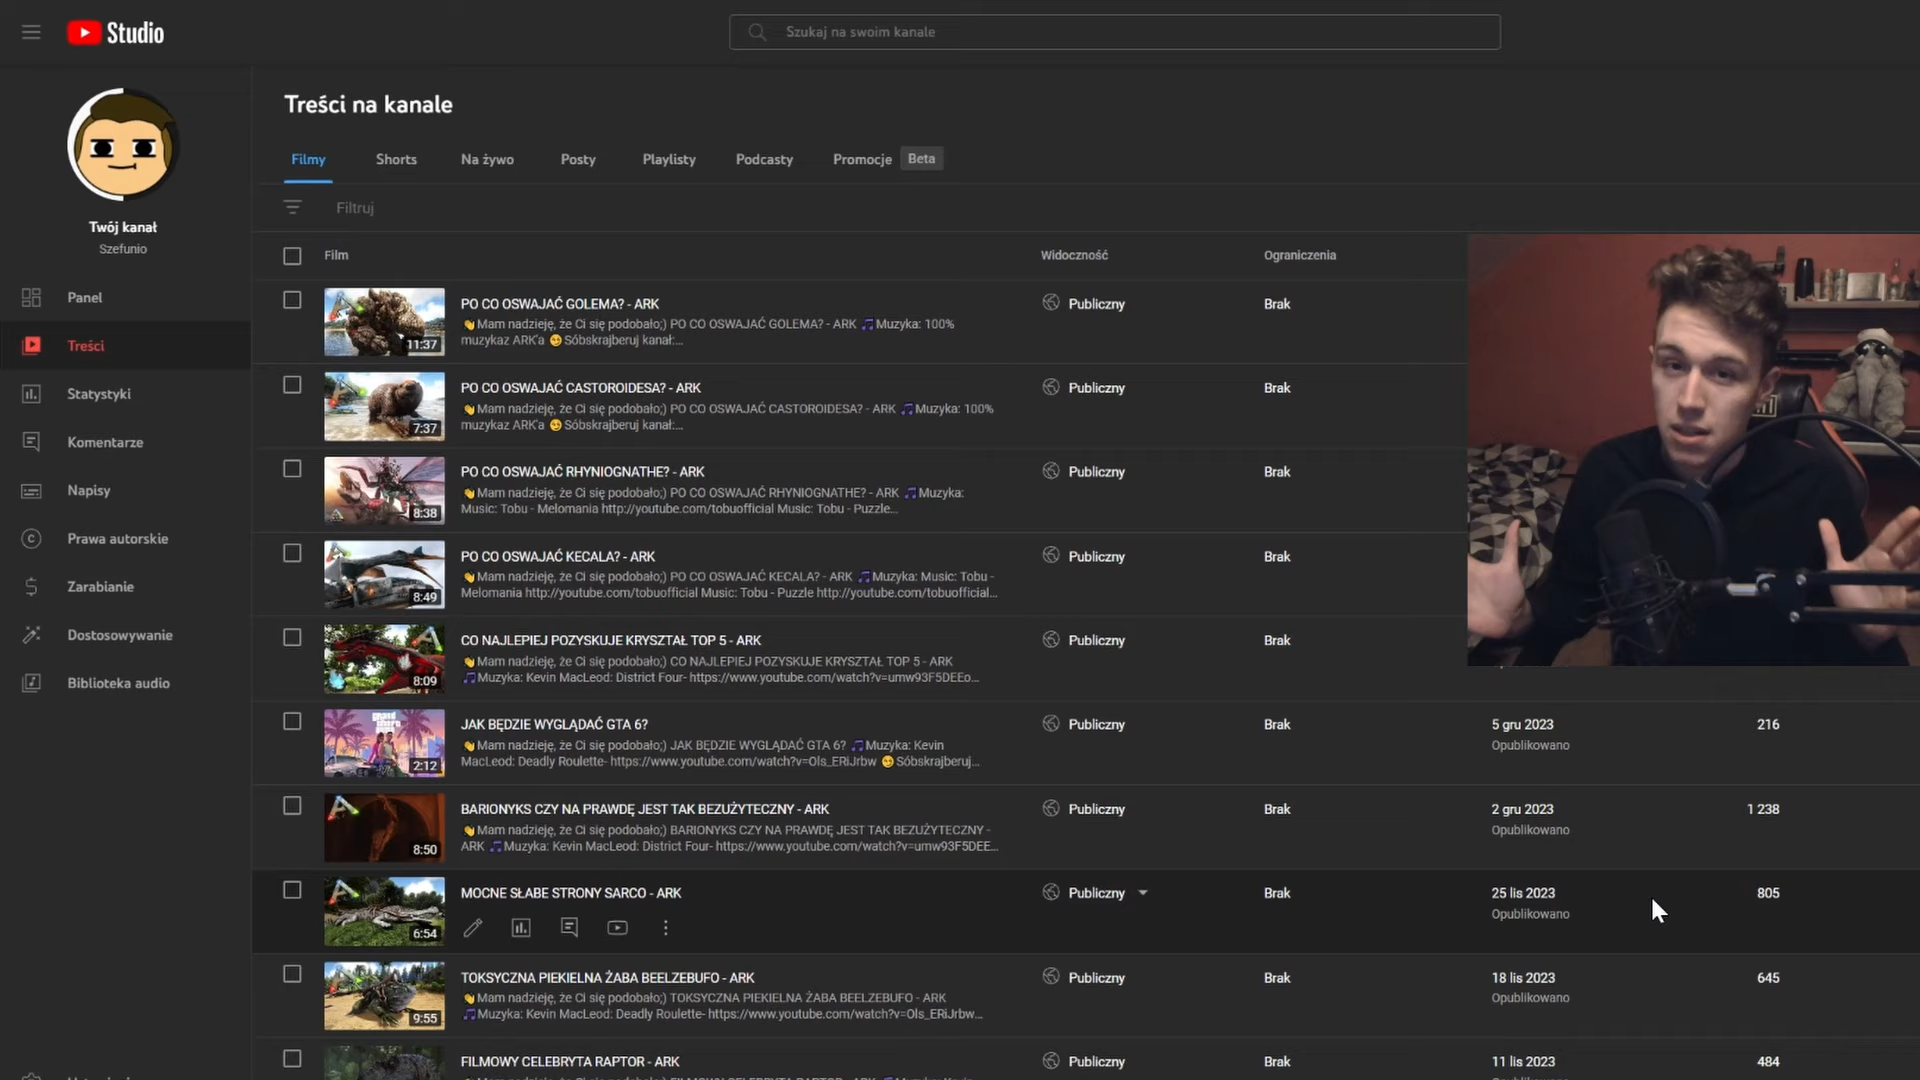 Studio
Szukaj na swoim kanale
Twój kanał
Szefunio
Panel
Treści
Statystyki
Komentarze
Napisy
Prawa autorskie
Zarabianie
Dostosowywanie
Biblioteka audio
Treści na kanale
Filmy Shorts Na żywo Posty Playlisty Podcasty Promocje Beta
Filtruj
Film Widoczność Ograniczenia
PO CO OSWAJAĆ GOLEMA? - ARK Publiczny Brak
👋Mam nadzieję, że Ci się podobało;) PO CO OSWAJAĆ GOLEMA? - ARK 🎵Muzyka: 100%
muzykaz ARK'a 😏Sóbskrajberuj kanał:...
11:37
PO CO OSWAJAĆ CASTOROIDESA? - ARK Publiczny Brak
👋Mam nadzieję, że Ci się podobało;) PO CO OSWAJAĆ CASTOROIDESA? - ARK 🎵Muzyka: 100%
muzykaz ARK'a 😏Sóbskrajberuj kanał:...
7:37
PO CO OSWAJAĆ RHYNIOGNATHE? - ARK Publiczny Brak
👋Mam nadzieję, że Ci się podobało;) PO CO OSWAJAĆ RHYNIOGNATHE? - ARK 🎵Muzyka:
Music: Tobu - Melomania http://youtube.com/tobuofficial Music: Tobu - Puzzle...
8:38
PO CO OSWAJAĆ KECALA? - ARK Publiczny Brak
👋Mam nadzieję, że Ci się podobało;) PO CO OSWAJAĆ KECALA? - ARK 🎵Muzyka: Music: Tobu -
Melomania http://youtube.com/tobuofficial Music: Tobu - Puzzle http://youtube.com/tobuofficial...
8:49
CO NAJLEPIEJ POZYSKUJE KRYSZTAŁ TOP 5 - ARK Publiczny Brak
👋Mam nadzieję, że Ci się podobało;) CO NAJLEPIEJ POZYSKUJE KRYSZTAŁ TOP 5 - ARK
🎵Muzyka: Kevin MacLeod: District Four- https://www.youtube.com/watch?v=umw93F5DEEo...
8:09
JAK BĘDZIE WYGLĄDAĆ GTA 6? Publiczny Brak 5 gru 2023 216
👋Mam nadzieję, że Ci się podobało;) JAK BĘDZIE WYGLĄDAĆ GTA 6? 🎵Muzyka: Kevin Opublikowano
MacLeod: Deadly Roulette- https://www.youtube.com/watch?v=Ols_ERiJrbw 😏Sóbskrajberuj...
2:12
BARIONYKS CZY NA PRAWDĘ JEST TAK BEZUŻYTECZNY - ARK Publiczny Brak 2 gru 2023 1 238
👋Mam nadzieję, że Ci się podobało;) BARIONYKS CZY NA PRAWDĘ JEST TAK BEZUŻYTECZNY - Opublikowano
ARK 🎵Muzyka: Kevin MacLeod: District Four- https://www.youtube.com/watch?v=umw93F5DEE...
8:50
MOCNE SŁABE STRONY SARCO - ARK Publiczny Brak 25 lis 2023 805
Opublikowano
6:54
TOKSYCZNA PIEKIELNA ŻABA BEELZEBUFO - ARK Publiczny Brak 18 lis 2023 645
👋Mam nadzieję, że Ci się podobało;) TOKSYCZNA PIEKIELNA ŻABA BEELZEBUFO - ARK Opublikowano
🎵Muzyka: Kevin MacLeod: Deadly Roulette- https://www.youtube.com/watch?v=Ols_ERiJrbw...
9:55
FILMOWY CELEBRYTA RAPTOR - ARK Publiczny Brak 11 lis 2023 484